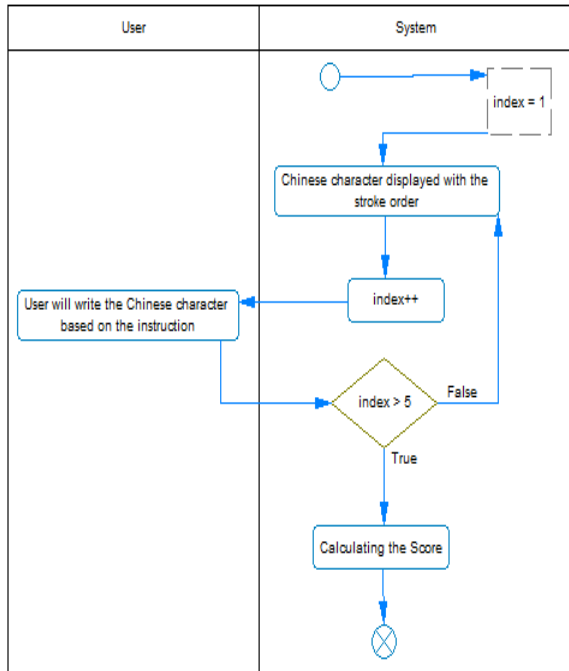 User
System
index = 1
Chinese character displayed with the
stroke order
index++
User will write the Chinese character
based on the instruction
index > 5
False
True
Calculating the Score